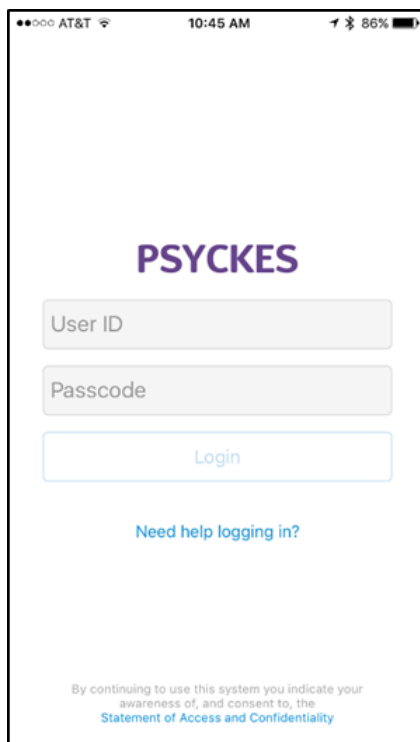 ●●○○○ AT&T 10:45 AM 86%
PSYCKES
User ID
Passcode
Login
Need help logging in?
By continuing to use this system you indicate your
awareness of, and consent to, the
Statement of Access and Confidentiality